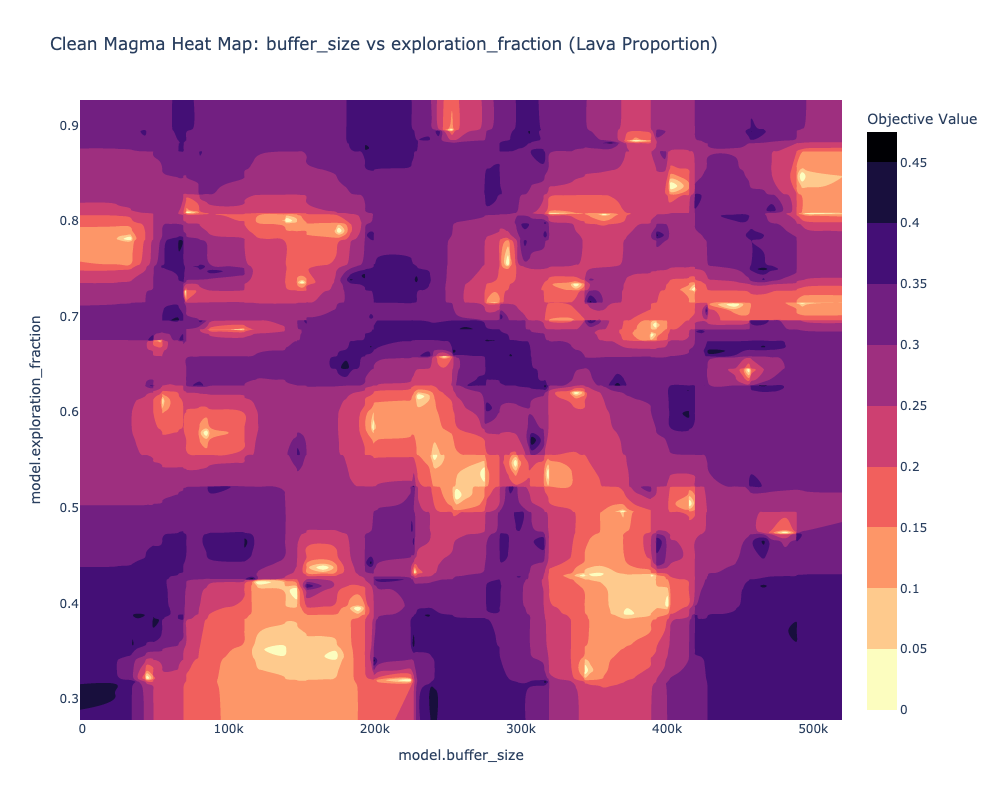 Clean Magma Heat Map: buffer_size vs exploration_fraction (Lava Proportion)
Objective Value
0.45
0.4
0.35
0.3
0.25
0.2
0.15
0.1
0.05
0
model.exploration_fraction
0.9
0.8
0.7
0.6
0.5
0.4
0.3
0
100k
200k
300k
400k
500k
model.buffer_size